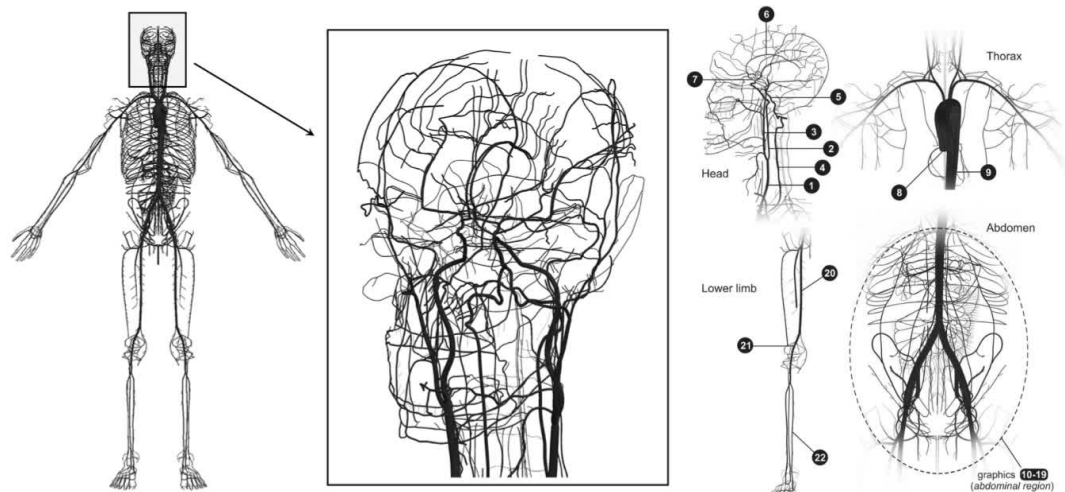 6
7
5
3
2
4
1
Head
Thorax
8
9
Lower limb
20
21
22
Abdomen
graphics 10-19
(abdominal region)